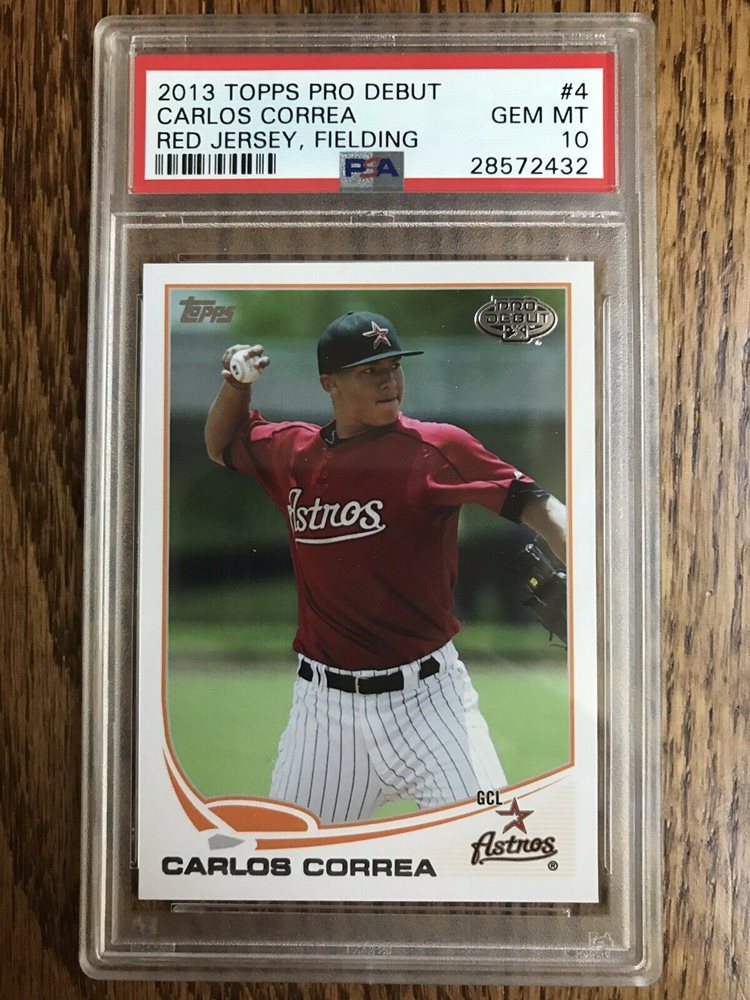 2013 TOPPS PRO DEBUT #4
CARLOS CORREA GEM MT
RED JERSEY, FIELDING 10
PSA 28572432
Topps
PRO DEBUT
Astros
GCL
Astros ®
CARLOS CORREA